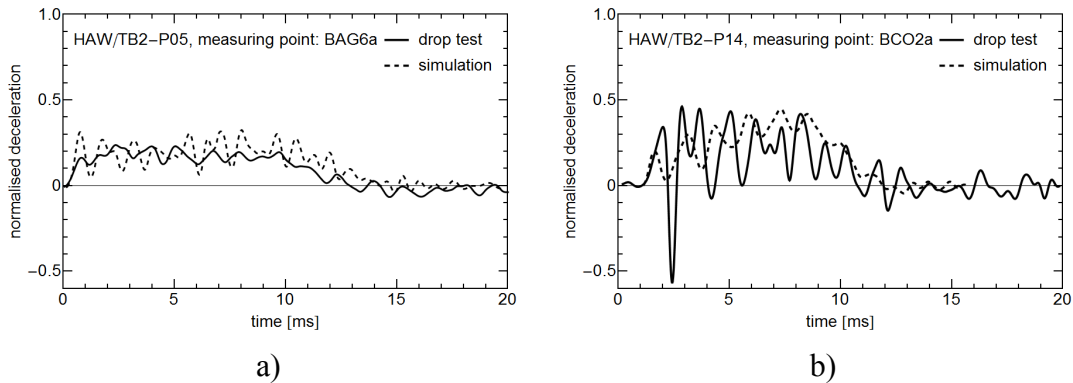 1.0
HAW/TB2−P05, measuring point: BAG6a
drop test
simulation
0.5
0
−0.5
normalised deceleration
0 5 10 15 20
time [ms]
a)
1.0
HAW/TB2−P14, measuring point: BCO2a
drop test
simulation
0.5
0
−0.5
normalised deceleration
0 5 10 15 20
time [ms]
b)